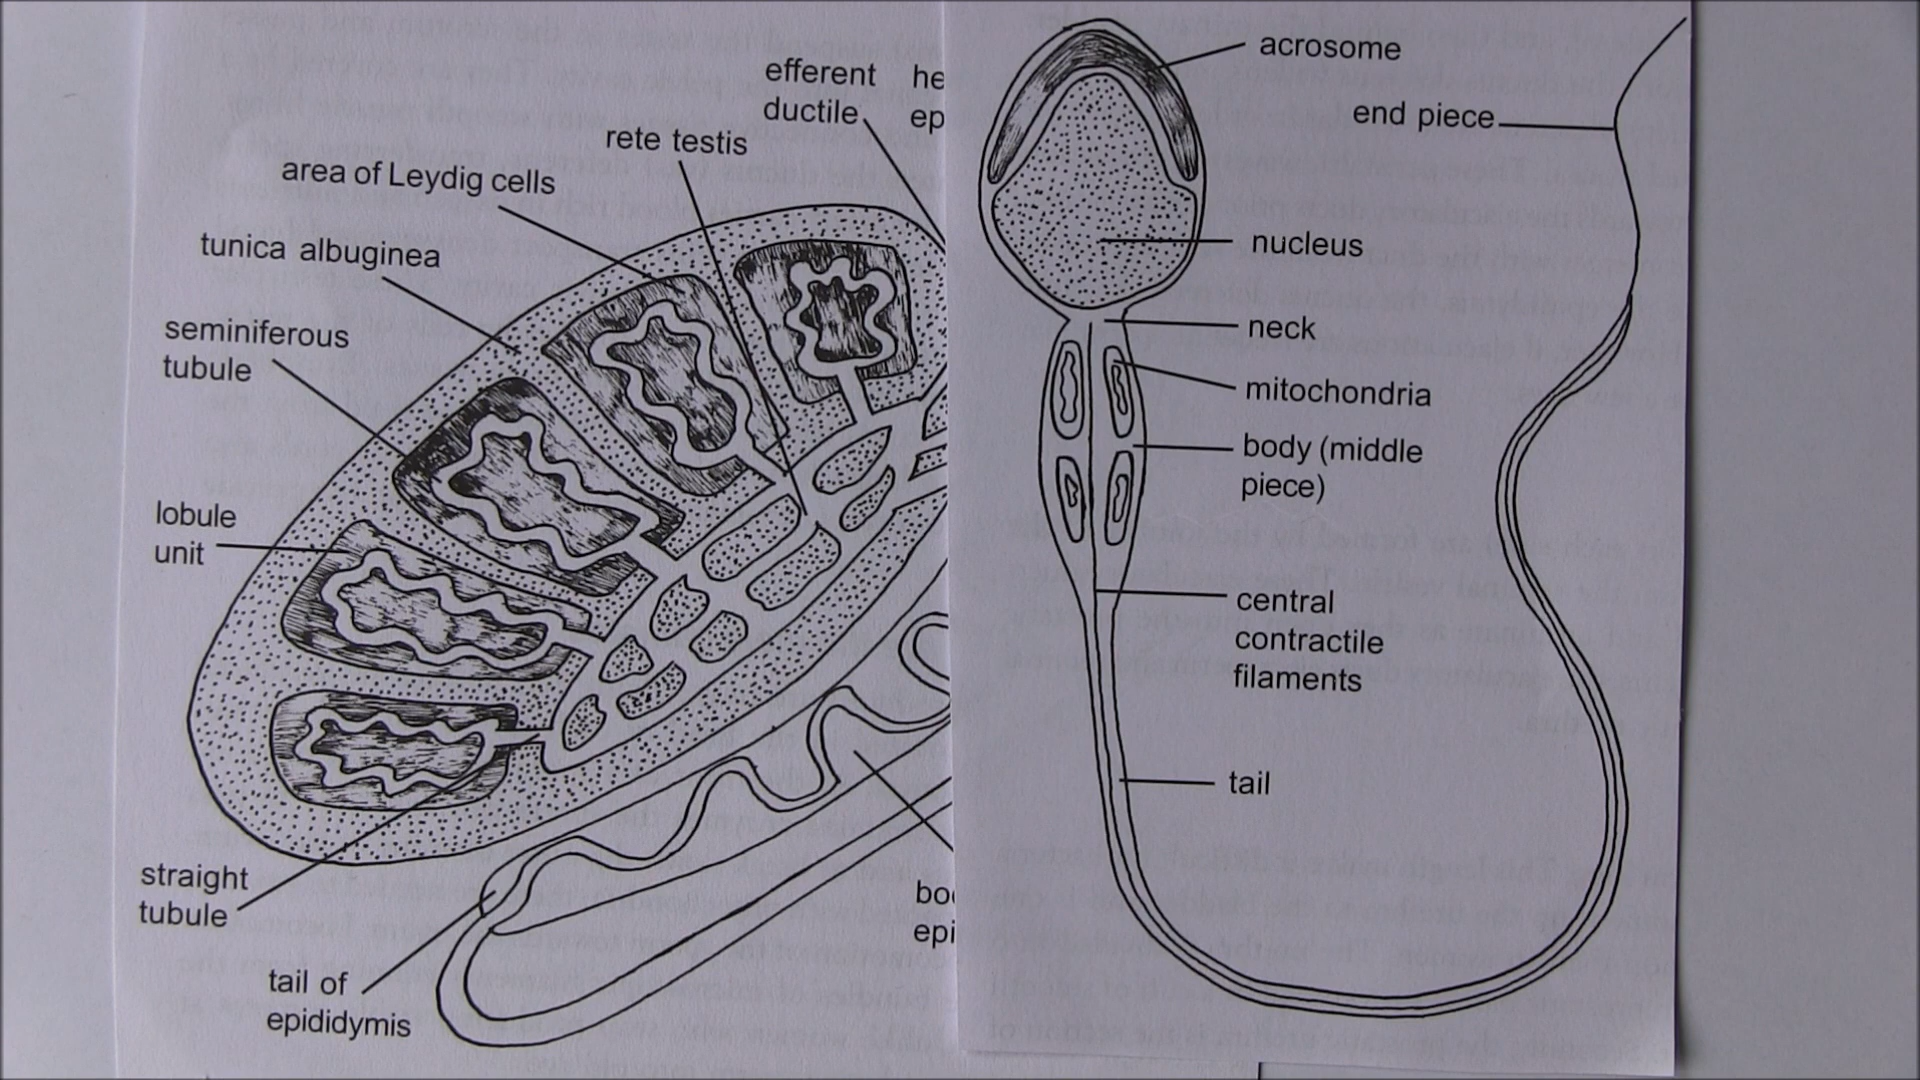 efferent he
ductile ep
rete testis
area of Leydig cells
tunica albuginea
seminiferous
tubule
lobule
unit
straight
tubule
tail of
epididymis
boo
epi
acrosome
end piece
nucleus
neck
mitochondria
body (middle
piece)
central
contractile
filaments
tail